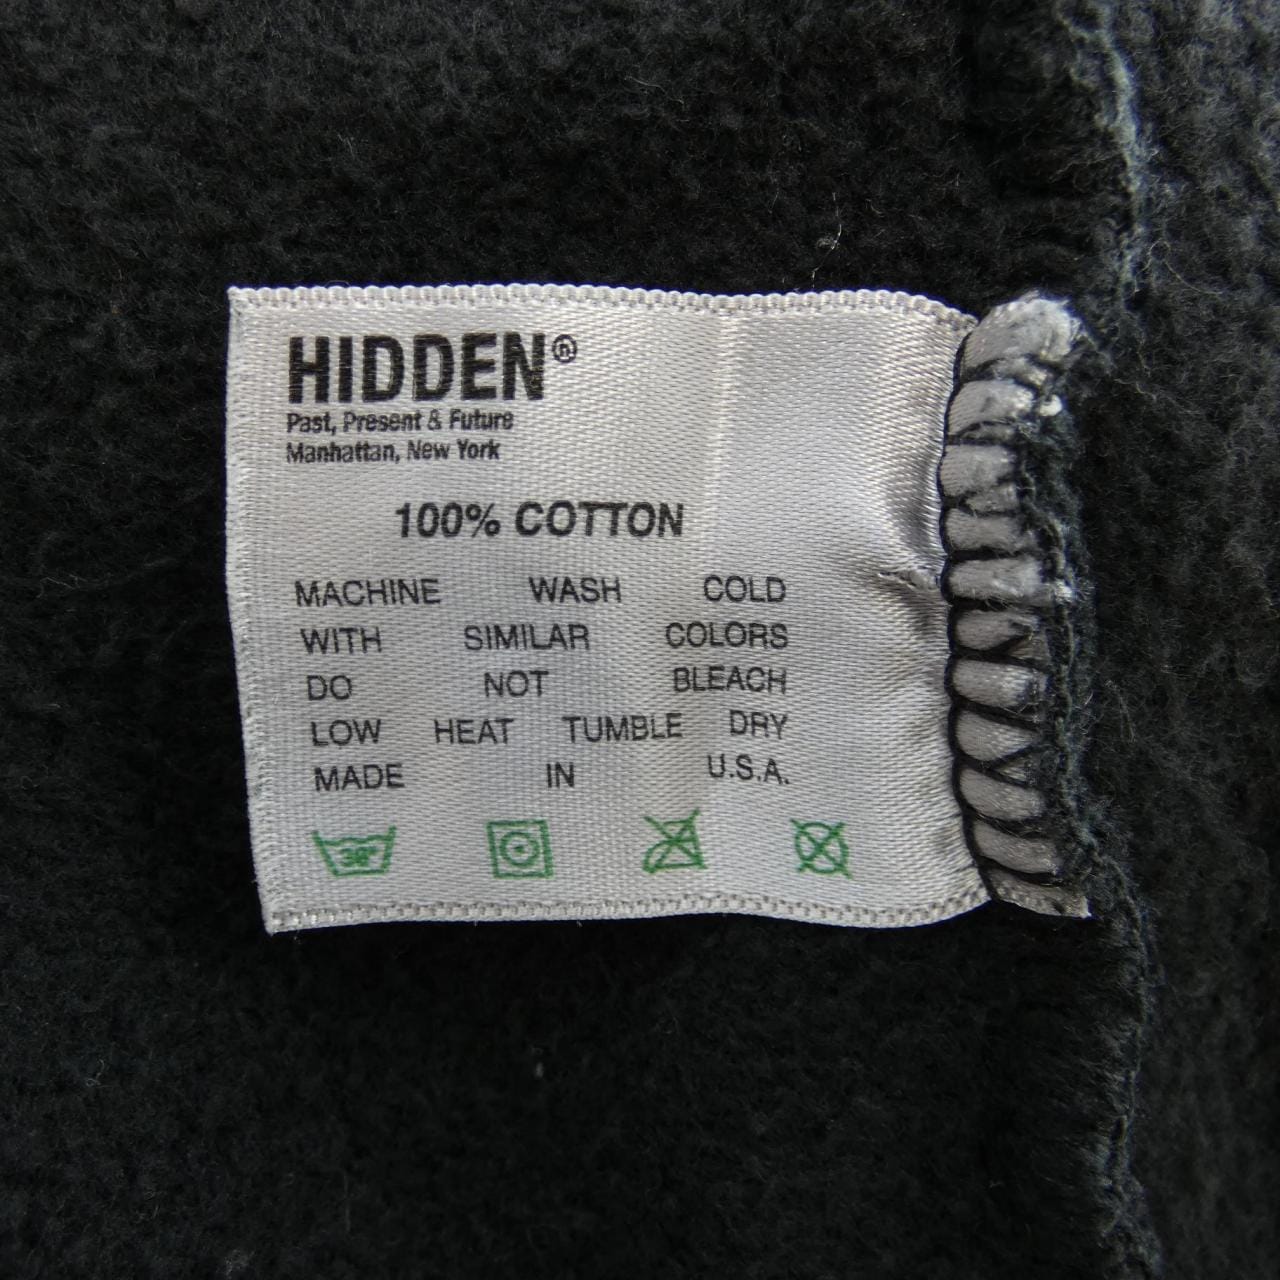 HIDDEN®
Past, Present & Future
Manhattan, New York
100% COTTON
MACHINE WASH COLD
WITH SIMILAR COLORS
DO NOT BLEACH
LOW HEAT TUMBLE DRY
MADE IN U.S.A.
30°